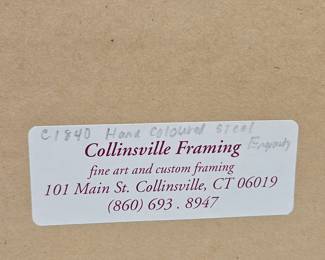 C1840 Hand Coloured Steel Engraving
Collinsville Framing
fine art and custom framing
101 Main St. Collinsville, CT 06019
(860) 693 . 8947